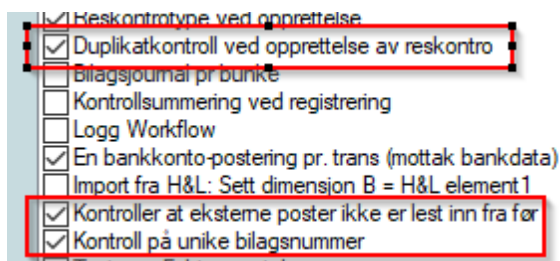 Reskontrotype ved opprettelse
Duplikatkontroll ved opprettelse av reskontro
Bilagsjournal pr bunke
Kontrollsummering ved registrering
Logg Workflow
En bankkonto-postering pr. trans (mottak bankdata)
Import fra H&L: Sett dimensjon B = H&L element1
Kontroller at eksterne poster ikke er lest inn fra før
Kontroll på unike bilagsnummer